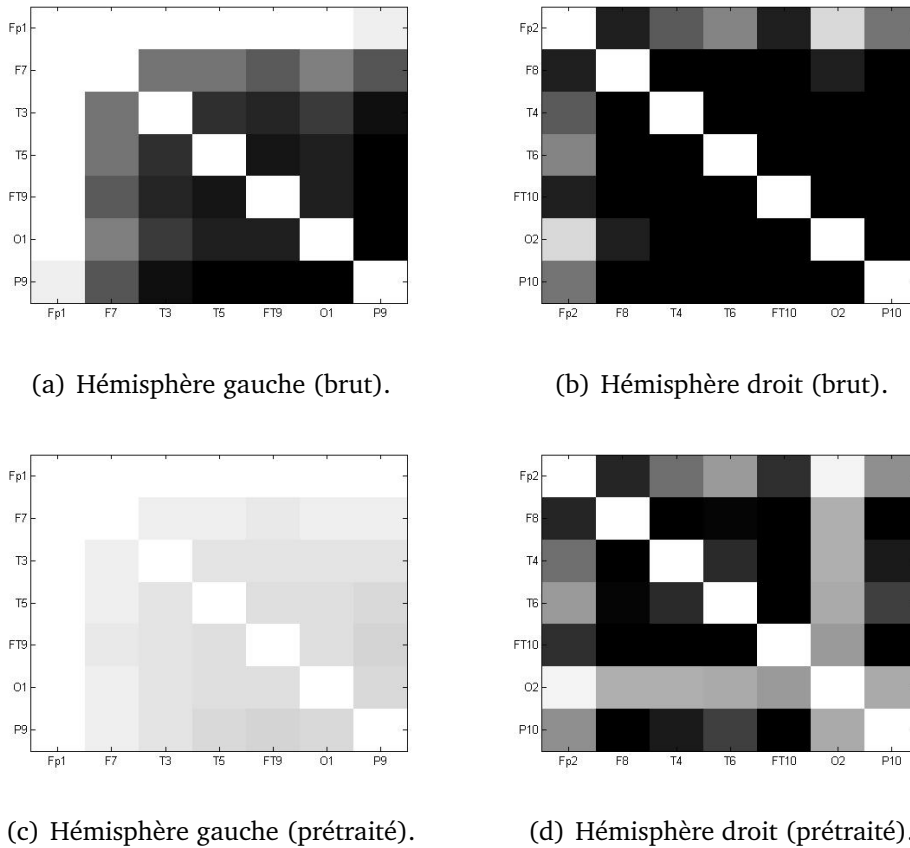 Fp1
F7
T3
T5
FT9
O1
P9
Fp1 F7 T3 T5 FT9 O1 P9
(a) Hémisphère gauche (brut).
Fp2
F8
T4
T6
FT10
O2
P10
Fp2 F8 T4 T6 FT10 O2 P10
(b) Hémisphère droit (brut).
Fp1
F7
T3
T5
FT9
O1
P9
Fp1 F7 T3 T5 FT9 O1 P9
(c) Hémisphère gauche (prétraité).
Fp2
F8
T4
T6
FT10
O2
P10
Fp2 F8 T4 T6 FT10 O2 P10
(d) Hémisphère droit (prétraité).